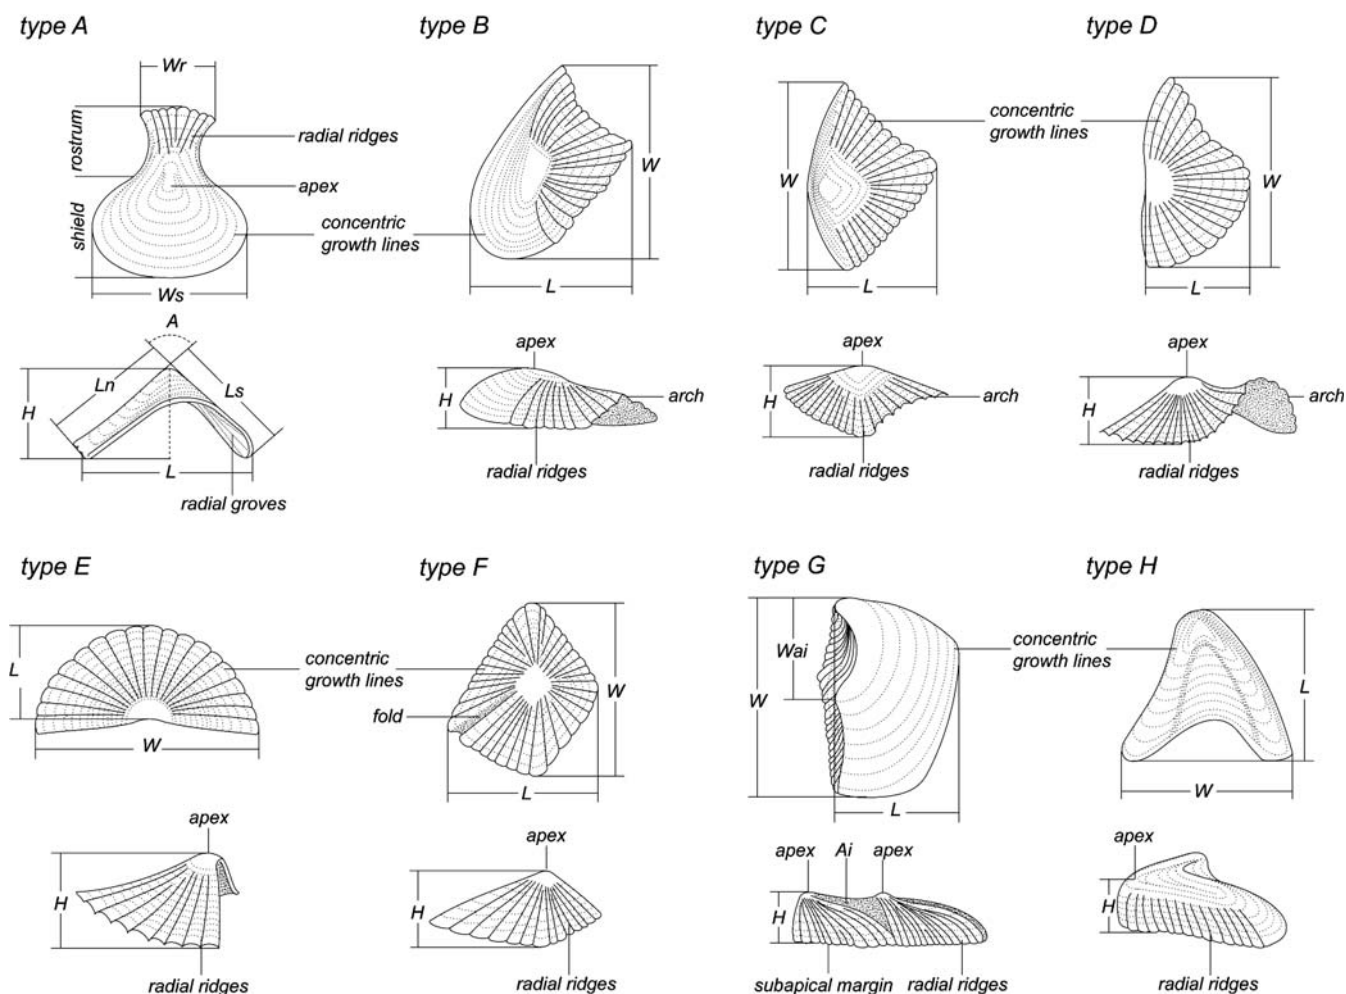 type A
Wr
rostrum
radial ridges
apex
shield
concentric
growth lines
Ws
A
Ln
Ls
H
L
radial groves
type B
W
L
apex
H
arch
radial ridges
type C
W
concentric
growth lines
L
apex
H
arch
radial ridges
type D
W
L
apex
H
arch
radial ridges
type E
L
concentric
growth lines
W
apex
H
radial ridges
type F
fold
W
L
apex
H
radial ridges
type G
Wai
W
concentric
growth lines
L
apex
Ai
apex
H
subapical margin
radial ridges
type H
L
W
apex
H
radial ridges